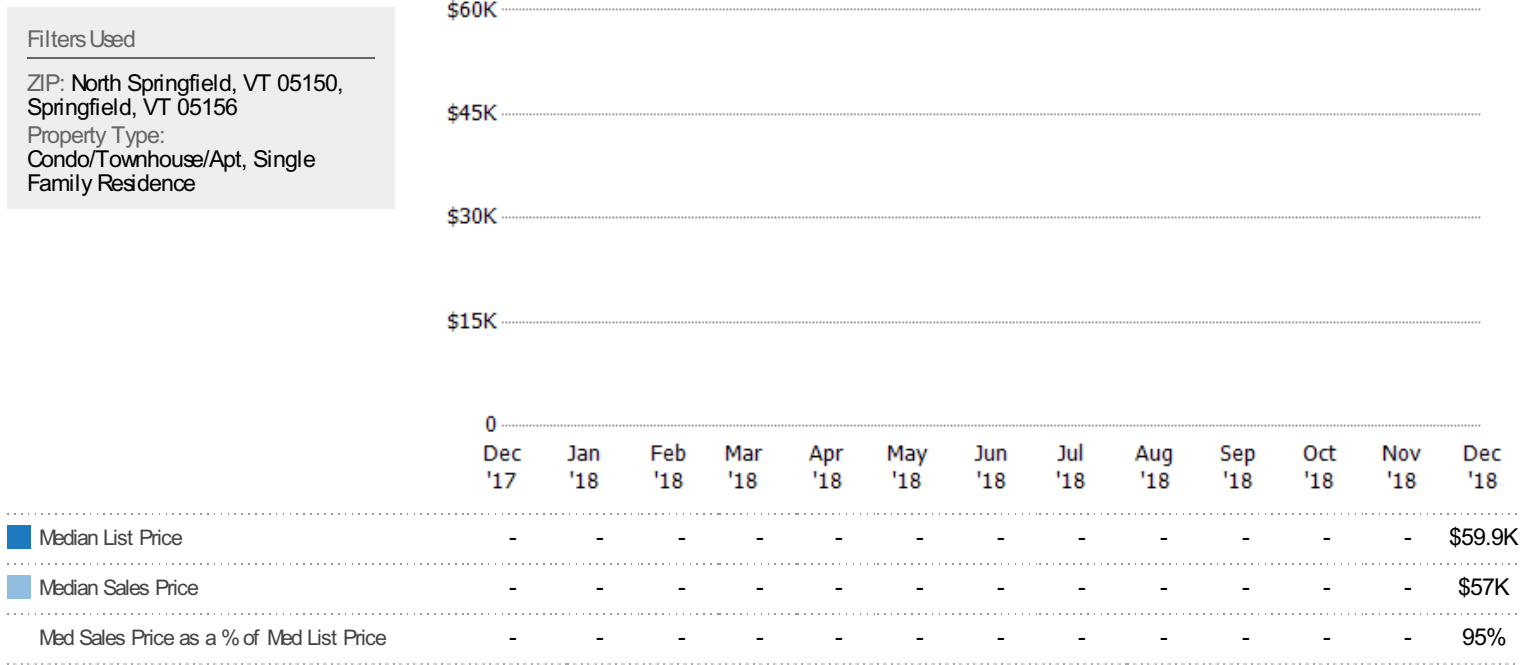 Filters Used
ZIP: North Springfield, VT 05150,
Springfield, VT 05156
Property Type:
Condo/Townhouse/Apt, Single
Family Residence
$60K
$45K
$30K
$15K
0
Dec Jan Feb Mar Apr May Jun Jul Aug Sep Oct Nov Dec
'17 '18 '18 '18 '18 '18 '18 '18 '18 '18 '18 '18 '18
Median List Price - - - - - - - - - - - - $59.9K
Median Sales Price - - - - - - - - - - - - $57K
Med Sales Price as a % of Med List Price - - - - - - - - - - - - 95%